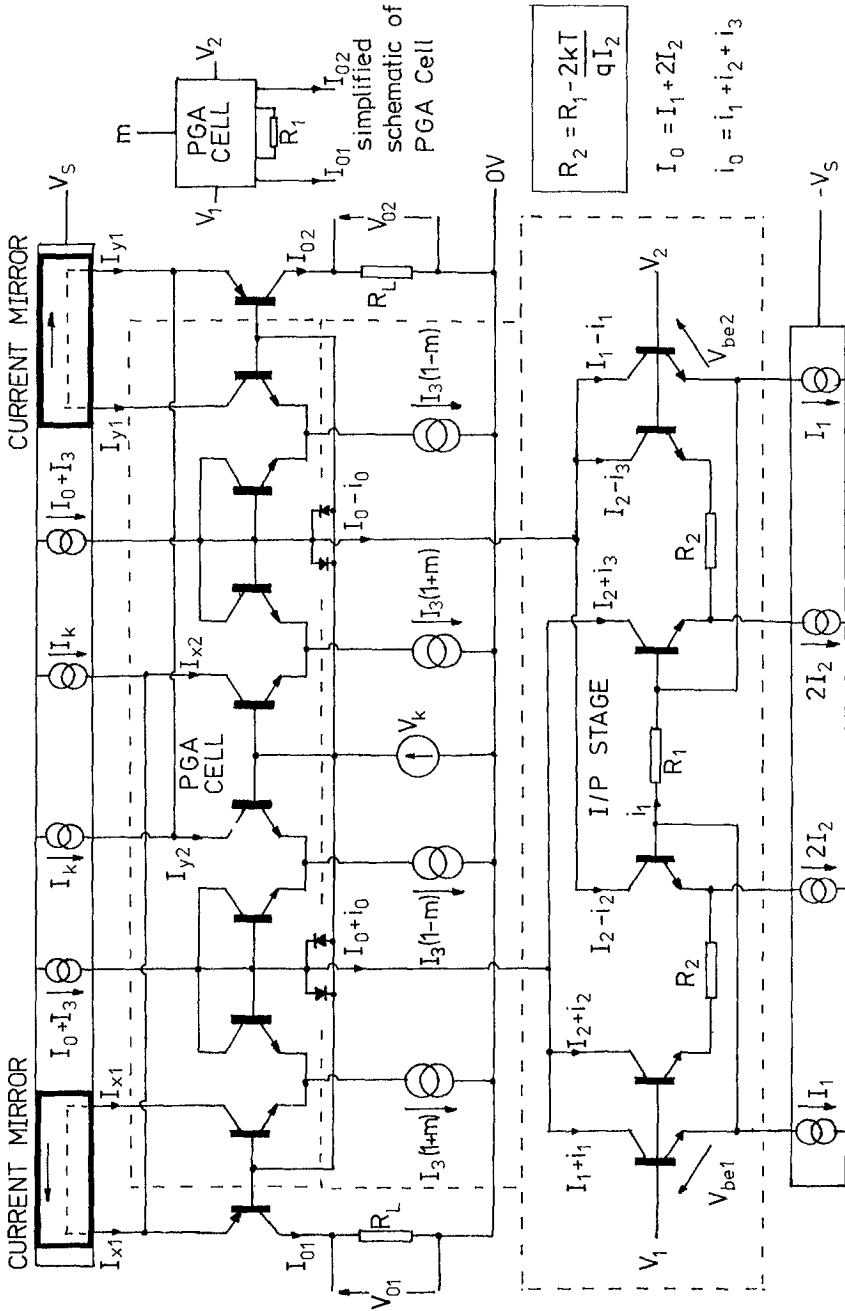 CURRENT MIRROR
CURRENT MIRROR
V_S
I_x1
I_x1
I_0+I_3
I_k
I_k
I_0+I_3
I_y1
I_y1
I_y2
I_x2
PGA
CELL
I_01
I_0+i_0
I_0-i_0
I_02
R_L
V_01
I_3(1+m)
I_3(1-m)
V_k
I_3(1+m)
I_3(1-m)
R_L
V_02
0V
m
V_1
PGA
CELL
V_2
R_1
I_01
I_02
simplified
schematic of
PGA Cell
I_1+i_1
I_2+i_2
I_2-i_2
I_2+i_3
I_2-i_3
I_1-i_1
I/P STAGE
V_1
V_be1
R_2
i_1
R_1
R_2
V_be2
V_2
I_1
2I_2
2I_2
I_1
-V_S
R_2 = R_1 - 2kT
qI_2
I_0 = I_1 + 2I_2
i_0 = i_1 + i_2 + i_3